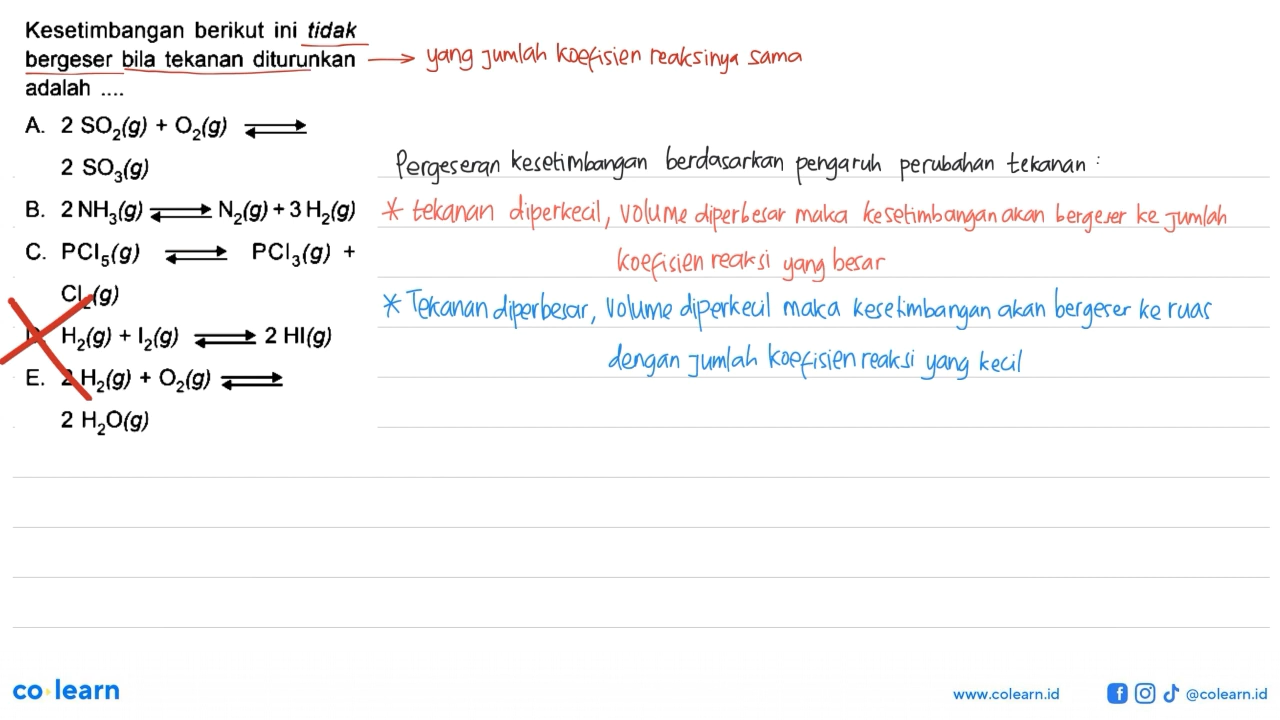 Kesetimbangan berikut ini tidak
bergeser bila tekanan diturunkan → yang jumlah koefisien reaksinya sama
adalah ....
A. 2 SO₂(g) + O₂(g) ⇌
2 SO₃(g)
B. 2 NH₃(g) ⇌ N₂(g) + 3 H₂(g)
C. PCl₅(g) ⇌ PCl₃(g) +
Cl₂(g)
D. H₂(g) + I₂(g) ⇌ 2 HI(g)
E. 2 H₂(g) + O₂(g) ⇌
2 H₂O(g)
Pergeseran kesetimbangan berdasarkan pengaruh perubahan tekanan :
* tekanan diperkecil, volume diperbesar maka kesetimbangan akan bergeser ke jumlah
koefisien reaksi yang besar
* Tekanan diperbesar, volume diperkecil maka kesetimbangan akan bergeser ke ruas
dengan jumlah koefisien reaksi yang kecil
co learn
www.colearn.id
@colearn.id